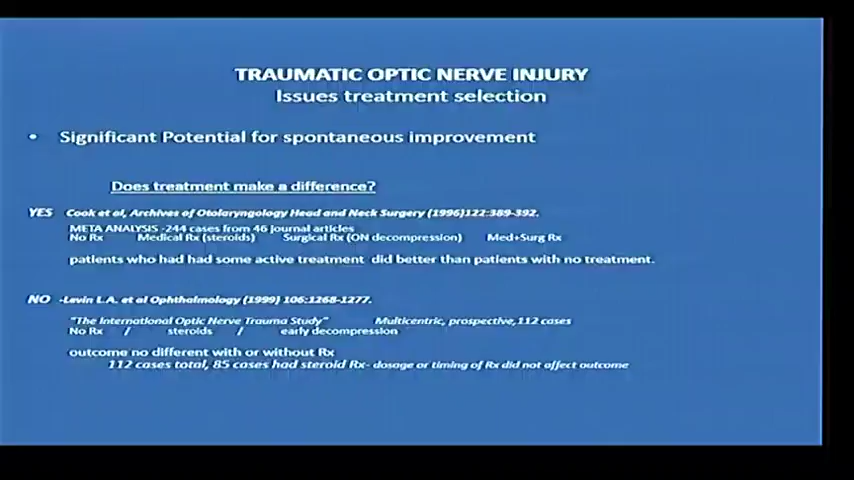 TRAUMATIC OPTIC NERVE INJURY
Issues treatment selection
• Significant Potential for spontaneous improvement
Does treatment make a difference?
YES Cook et al, Archives of Otolaryngology Head and Neck Surgery (1996)122:389-392.
META ANALYSIS -244 cases from 46 journal articles
No Rx Medical Rx (steroids) Surgical Rx (ON decompression) Med+Surg Rx
patients who had had some active treatment did better than patients with no treatment.
NO -Levin L.A. et al Ophthalmology (1999) 106:1268-1277.
"The International Optic Nerve Trauma Study" Multicentric, prospective,112 cases
No Rx / steroids / early decompression
outcome no different with or without Rx
112 cases total, 85 cases had steroid Rx- dosage or timing of Rx did not affect outcome